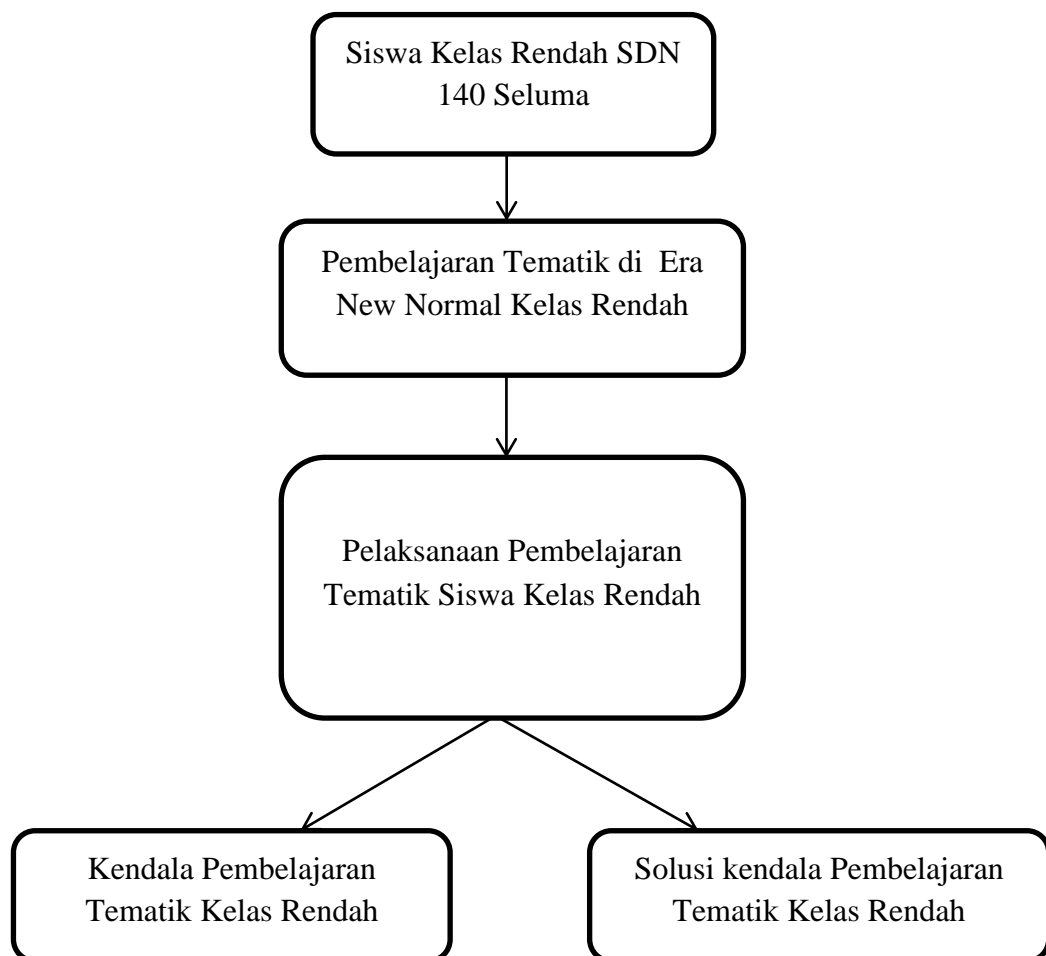 Siswa Kelas Rendah SDN
140 Seluma
Pembelajaran Tematik di  Era
New Normal Kelas Rendah
Pelaksanaan Pembelajaran
Tematik Siswa Kelas Rendah
Kendala Pembelajaran
Tematik Kelas Rendah
Solusi kendala Pembelajaran
Tematik Kelas Rendah